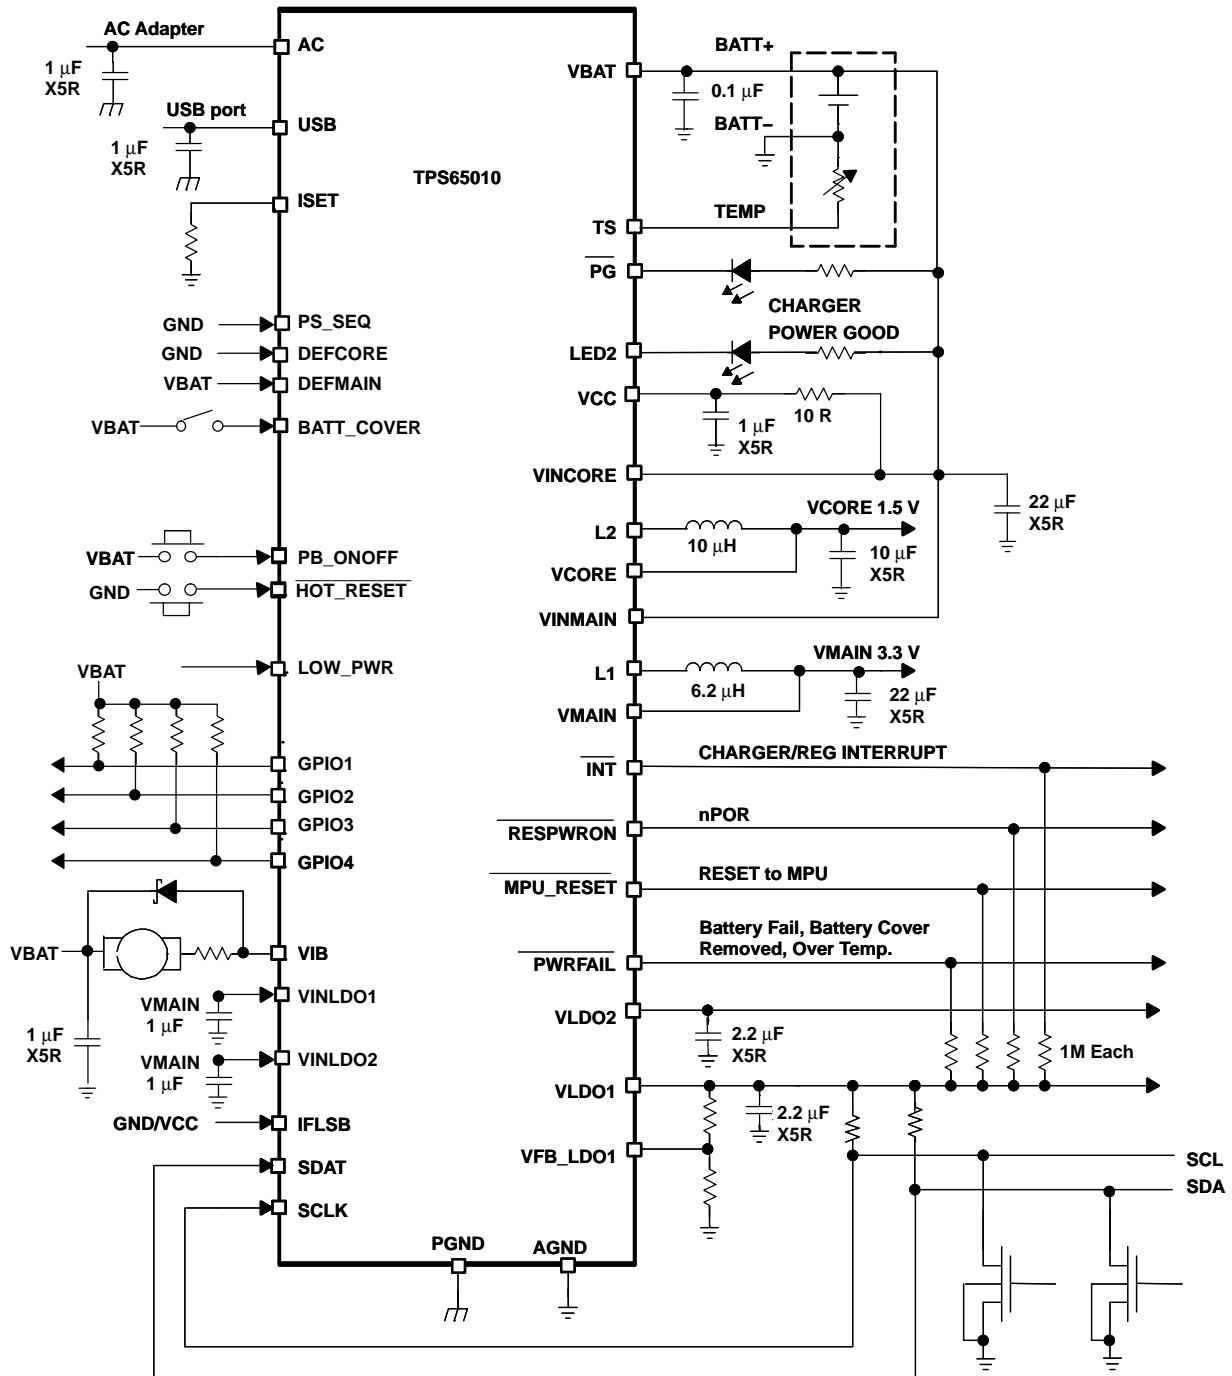 AC Adapter
AC
1 μF
X5R
USB port
USB
1 μF
X5R
ISET
TPS65010
GND
PS_SEQ
GND
DEFCORE
VBAT
DEFMAIN
VBAT
BATT_COVER
VBAT
PB_ONOFF
GND
HOT_RESET
VBAT
LOW_PWR
GPIO1
GPIO2
GPIO3
GPIO4
VBAT
VIB
1 μF
X5R
VMAIN
1 μF
VINLDO1
VMAIN
1 μF
VINLDO2
GND/VCC
IFLSB
SDAT
SCLK
PGND
AGND
BATT+
VBAT
0.1 μF
BATT−
TEMP
TS
PG
CHARGER
POWER GOOD
LED2
VCC
10 R
1 μF
X5R
VINCORE
22 μF
X5R
VCORE 1.5 V
L2
10 μH
10 μF
X5R
VCORE
VINMAIN
VMAIN 3.3 V
L1
6.2 μH
22 μF
X5R
VMAIN
CHARGER/REG INTERRUPT
INT
nPOR
RESPWRON
RESET to MPU
MPU_RESET
Battery Fail, Battery Cover
Removed, Over Temp.
PWRFAIL
VLDO2
2.2 μF
X5R
1M Each
VLDO1
2.2 μF
X5R
VFB_LDO1
SCL
SDA